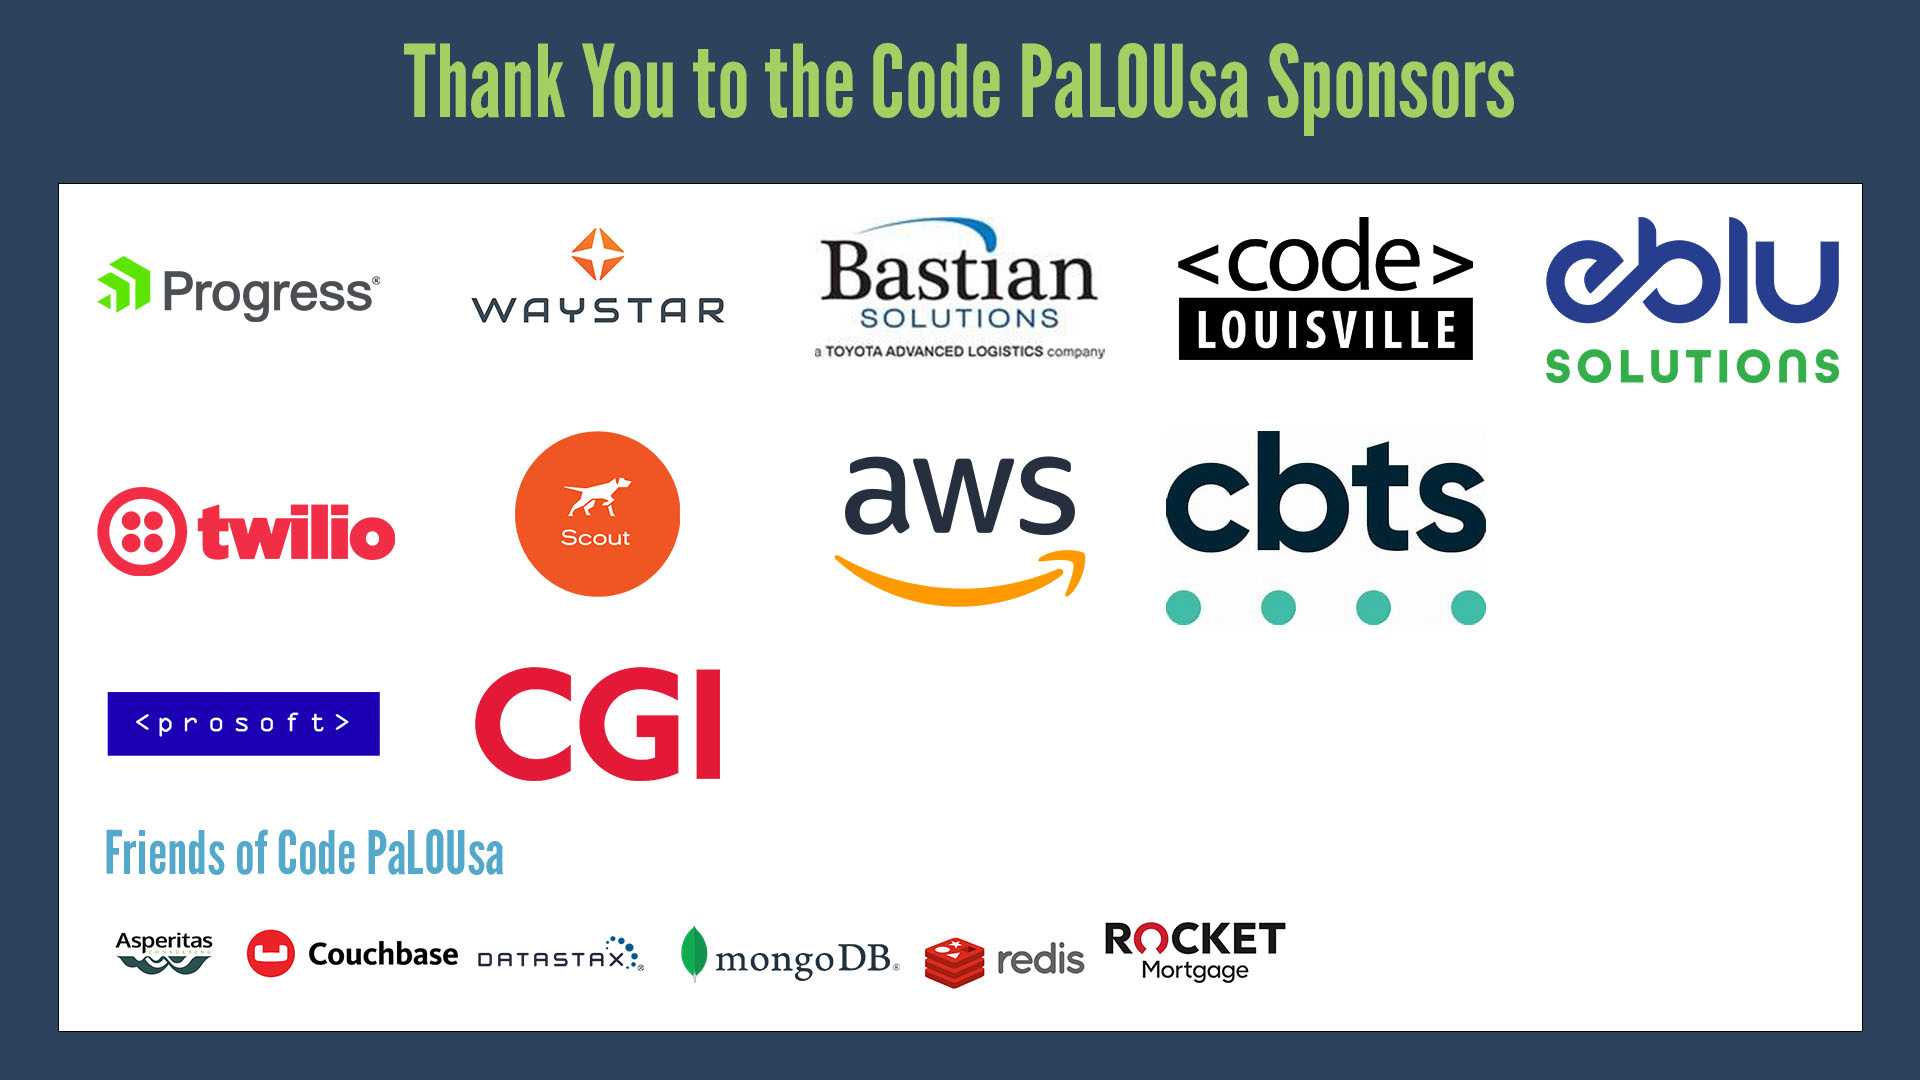 Thank You to the Code PaLOUsa Sponsors
Progress®
WAYSTAR
Bastian
SOLUTIONS
a TOYOTA ADVANCED LOGISTICS company
<code>
LOUISVILLE
eblu
SOLUTIONS
twilio
Scout
aws
cbts
<prosoft>
CGI
Friends of Code PaLOUsa
Asperitas
CONSULTING
Couchbase
DATASTAX®
mongoDB®
redis
ROCKET
Mortgage